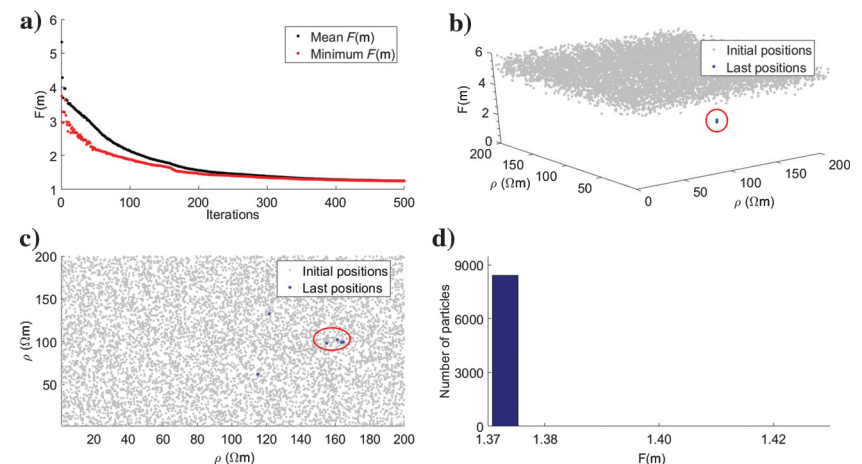 a)
6
5
4
3
2
1
F(m)
Mean F(m)
Minimum F(m)
0 100 200 300 400 500
Iterations
b)
6
5
4
2
0
F(m)
Initial positions
Last positions
200 150 100 50
ρ (Ωm)
0 50 100 150 200
ρ (Ωm)
c)
200
150
100
50
ρ (Ωm)
Initial positions
Last positions
20 40 60 80 100 120 140 160 180 200
ρ (Ωm)
d)
9000
6000
3000
0
Number of particles
1.37 1.38 1.40 1.42
F(m)